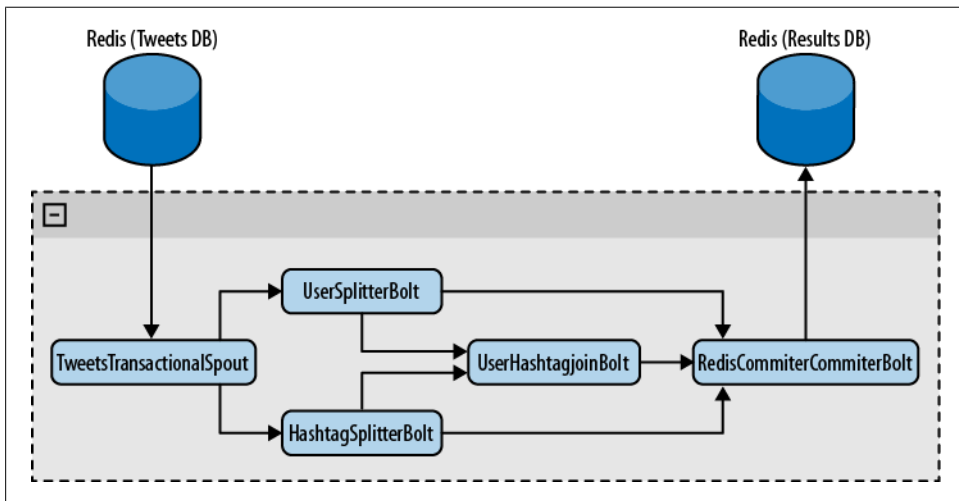 Redis (Tweets DB)
Redis (Results DB)
UserSplitterBolt
TweetsTransactionalSpout
UserHashtagjoinBolt
RedisCommiterCommiterBolt
HashtagSplitterBolt